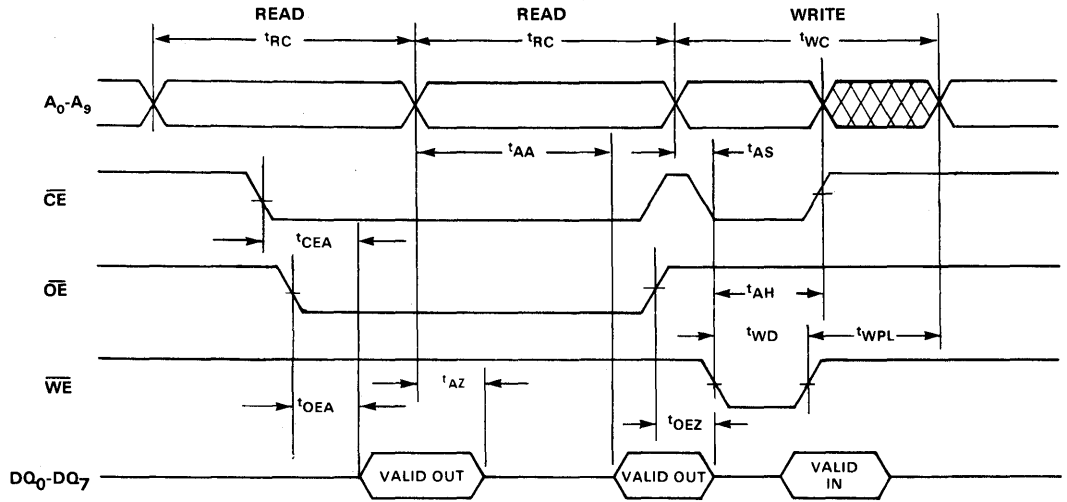 READ READ WRITE
tRC tRC tWC
A0-A9
tAA tAS
CE
tCEA
OE
tAH
tWD tWPL
WE
tAZ
tOEA tOEZ
DQ0-DQ7 VALID OUT VALID OUT VALID IN